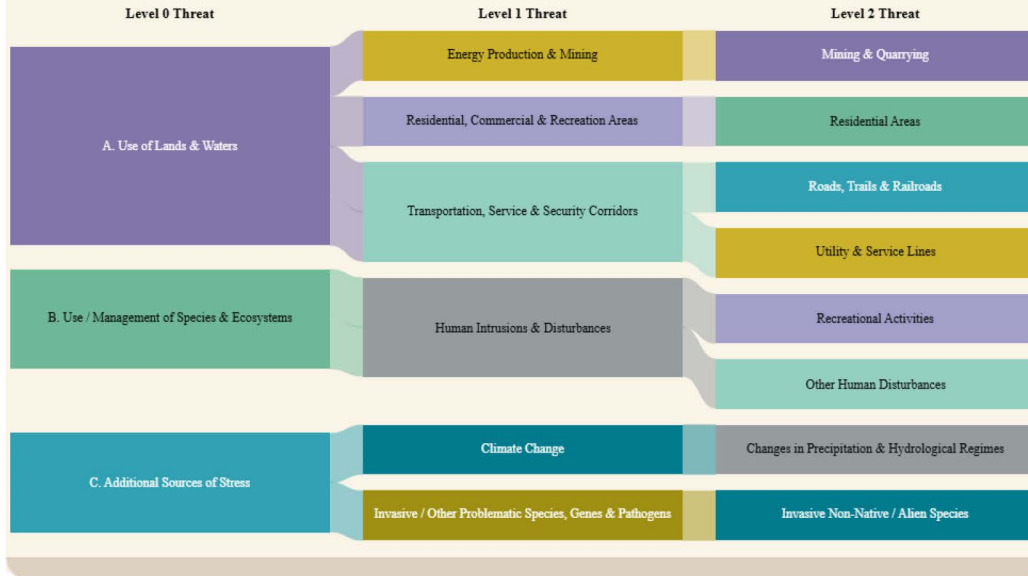 Level 0 Threat
Level 1 Threat
Level 2 Threat
A. Use of Lands & Waters
B. Use / Management of Species & Ecosystems
C. Additional Sources of Stress
Energy Production & Mining
Residential, Commercial & Recreation Areas
Transportation, Service & Security Corridors
Human Intrusions & Disturbances
Climate Change
Invasive / Other Problematic Species, Genes & Pathogens
Mining & Quarrying
Residential Areas
Roads, Trails & Railroads
Utility & Service Lines
Recreational Activities
Other Human Disturbances
Changes in Precipitation & Hydrological Regimes
Invasive Non-Native / Alien Species